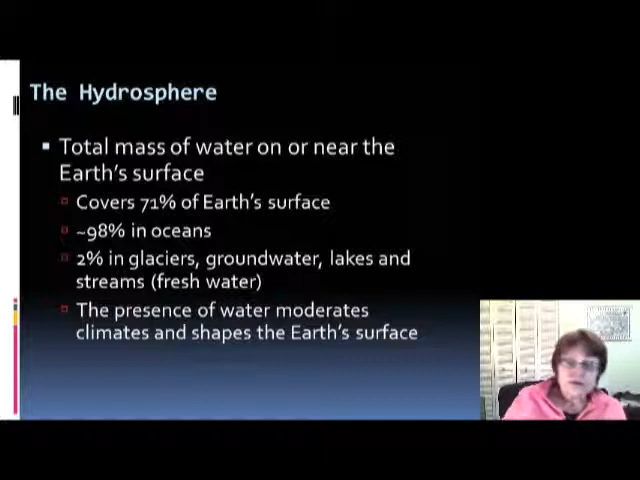 The Hydrosphere
Total mass of water on or near the
Earth's surface
Covers 71% of Earth's surface
~98% in oceans
2% in glaciers, groundwater, lakes and
streams (fresh water)
The presence of water moderates
climates and shapes the Earth's surface